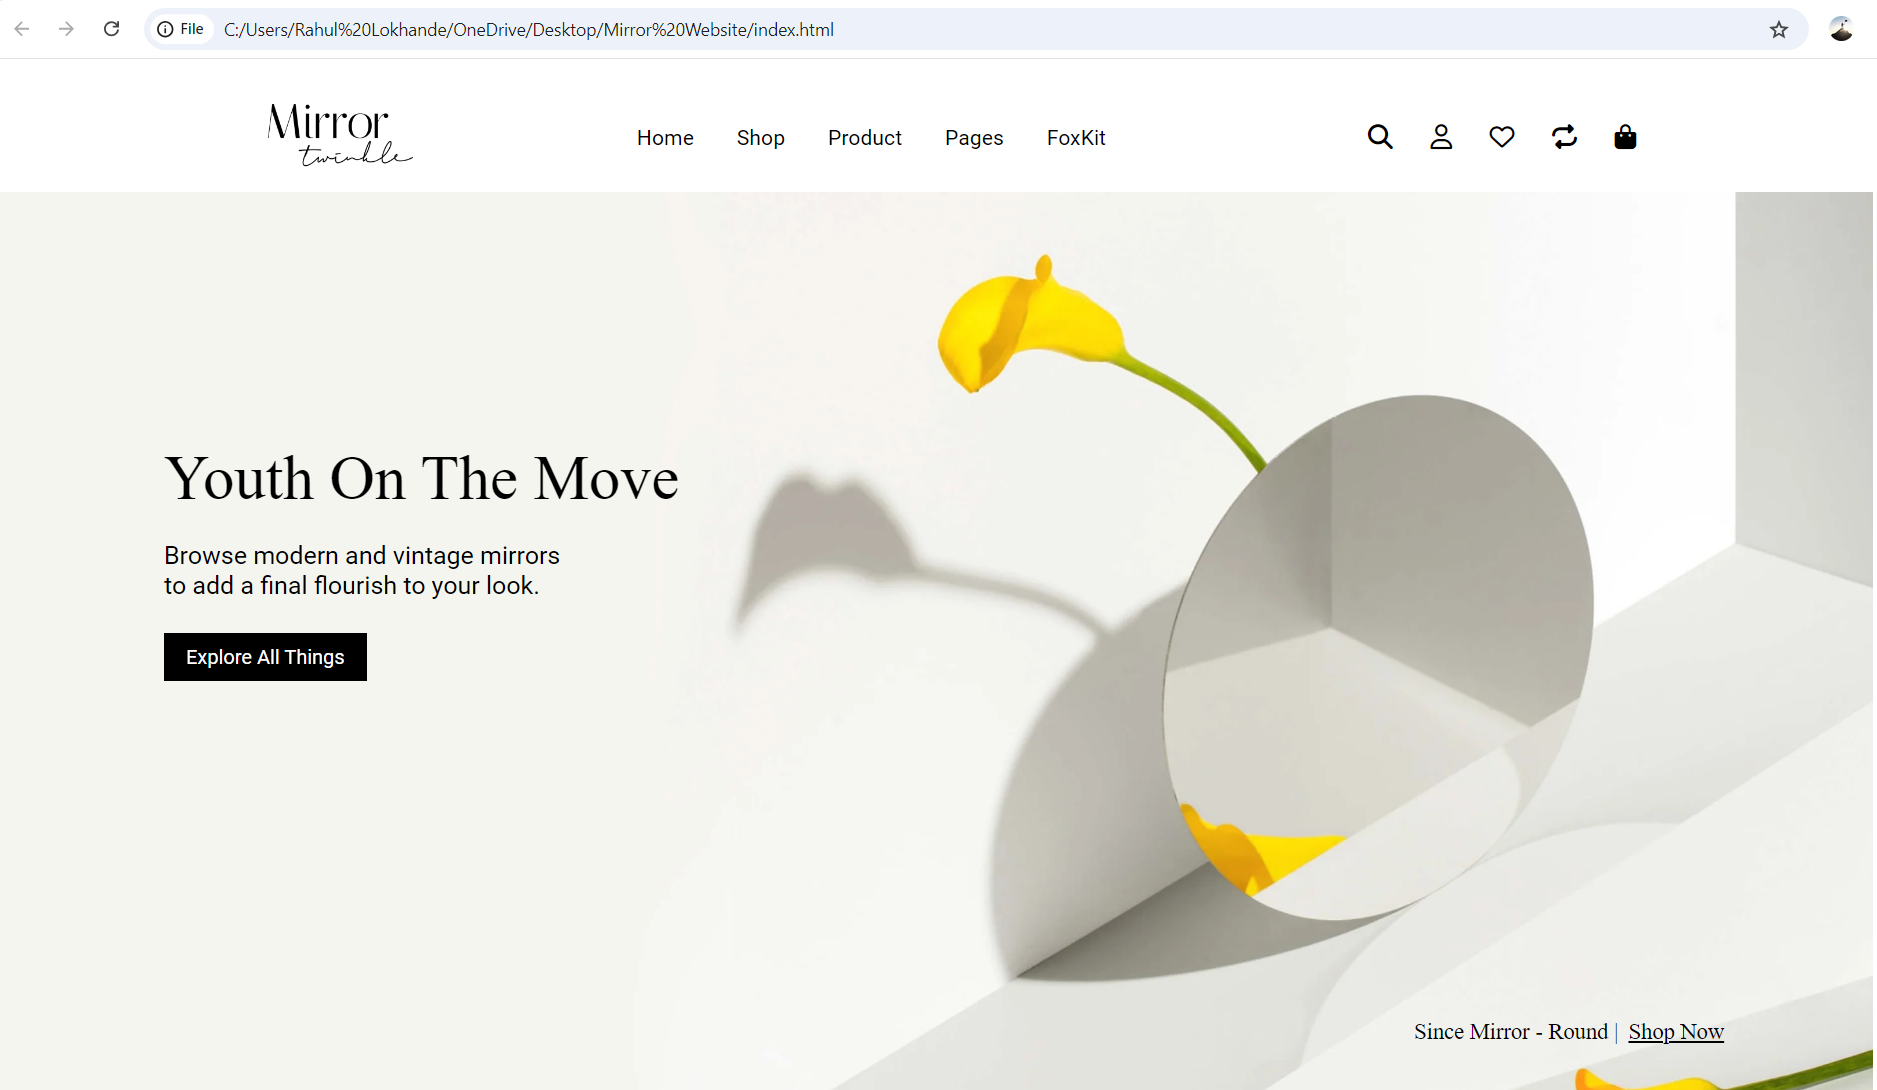 File C:/Users/Rahul%20Lokhande/OneDrive/Desktop/Mirror%20Website/index.html
Mirror
twinkle
Home Shop Product Pages FoxKit
Youth On The Move
Browse modern and vintage mirrors
to add a final flourish to your look.
Explore All Things
Since Mirror - Round | Shop Now